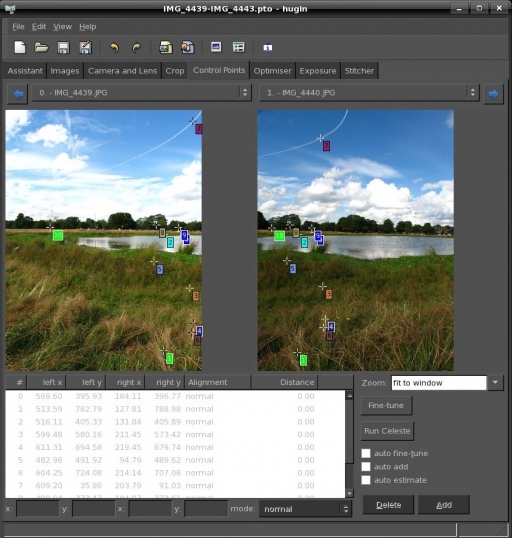 IMG_4439-IMG_4443.pto - hugin
File Edit View Help
Assistant Images Camera and Lens Crop Control Points Optimiser Exposure Stitcher
0. - IMG_4439.JPG 1. - IMG_4440.JPG
# left x left y right x right y Alignment Distance
0 569.60 395.93 184.11 396.77 normal 0.00
1 513.59 782.79 127.81 788.98 normal 0.00
2 516.11 405.33 131.84 405.89 normal 0.00
3 599.48 580.16 211.45 573.42 normal 0.00
4 611.31 694.58 219.45 679.74 normal 0.00
5 482.96 491.92 94.79 489.62 normal 0.00
6 604.25 724.08 214.14 707.06 normal 0.00
7 609.20 35.86 203.79 91.03 normal 0.00
Zoom: fit to window
Fine-tune
Run Celeste
auto fine-tune
auto add
auto estimate
x: y: x: y: mode: normal
Delete Add